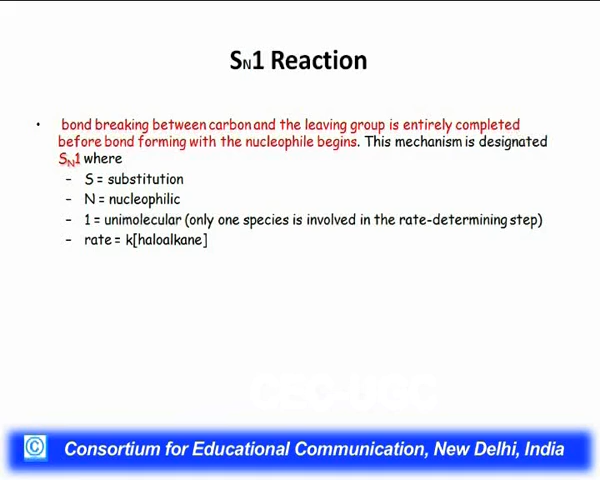 SN1 Reaction
• bond breaking between carbon and the leaving group is entirely completed
before bond forming with the nucleophile begins. This mechanism is designated
SN1 where
– S = substitution
– N = nucleophilic
– 1 = unimolecular (only one species is involved in the rate-determining step)
– rate = k[haloalkane]
CEC-UGC
© Consortium for Educational Communication, New Delhi, India